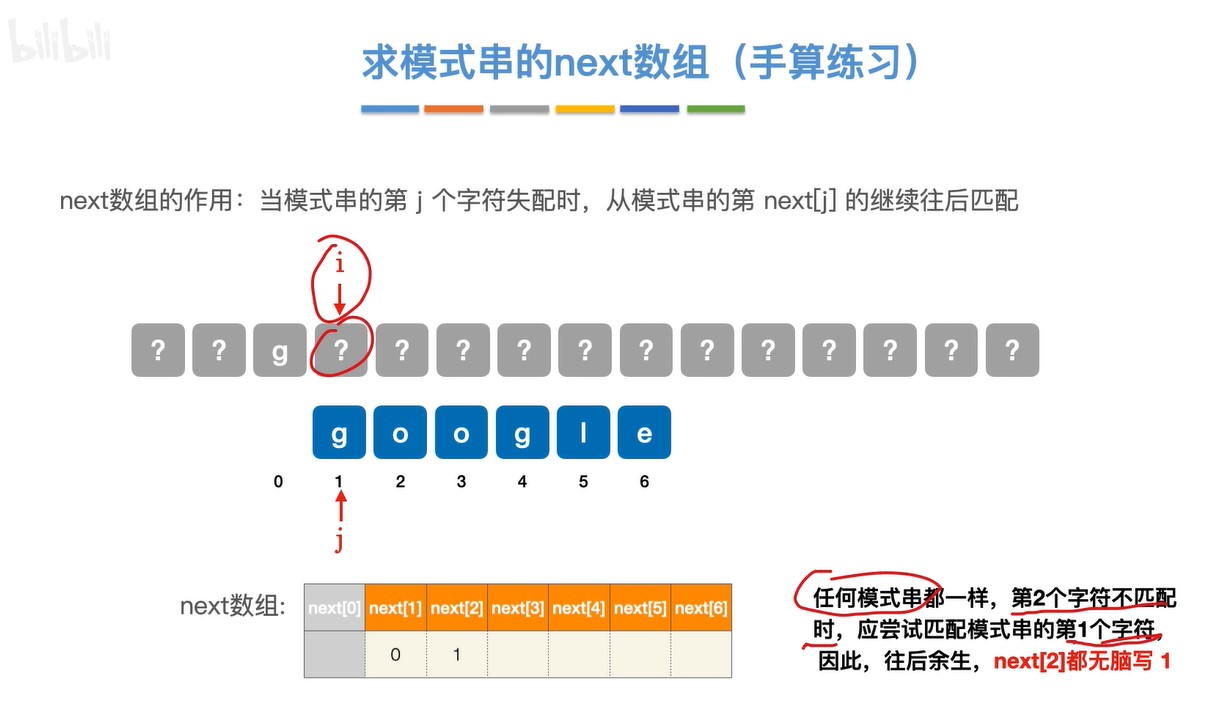 bilibili
求模式串的next数组（手算练习）
next数组的作用：当模式串的第 j 个字符失配时，从模式串的第 next[j] 的继续往后匹配
i
? ? g ? ? ? ? ? ? ? ? ? ? ? ?
g o o g l e
0 1 2 3 4 5 6
j
next数组:
next[0] next[1] next[2] next[3] next[4] next[5] next[6]
0 1
任何模式串都一样，第2个字符不匹配
时，应尝试匹配模式串的第1个字符，
因此，往后余生，next[2]都无脑写 1